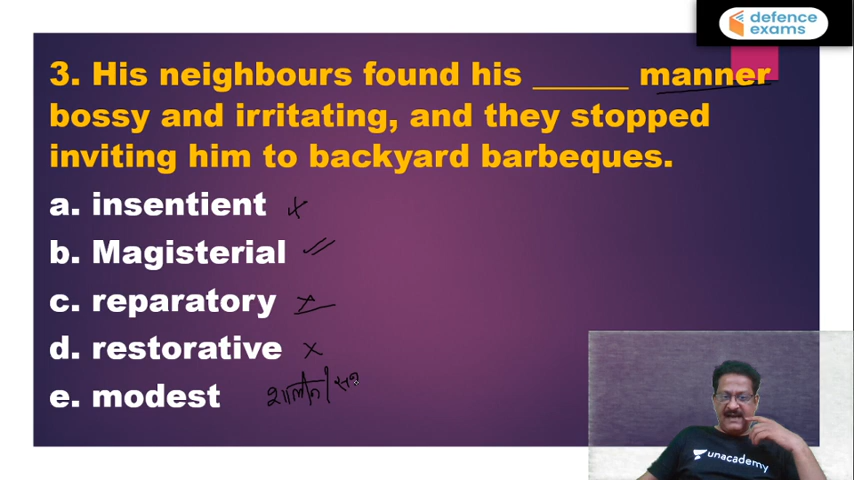 defence
exams
3. His neighbours found his ______ manner
bossy and irritating, and they stopped
inviting him to backyard barbeques.
a. insentient ×
b. Magisterial
c. reparatory ×
d. restorative ×
e. modest शालीन/
unacademy